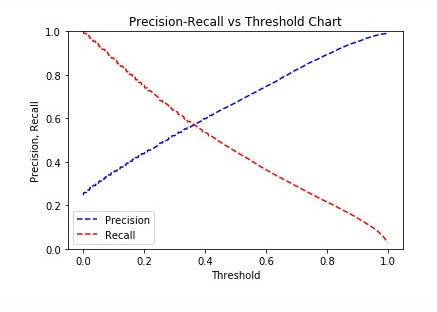 Precision-Recall vs Threshold Chart
Precision, Recall
1.0
0.8
0.6
0.4
0.2
0.0
Precision
Recall
0.0 0.2 0.4 0.6 0.8 1.0
Threshold